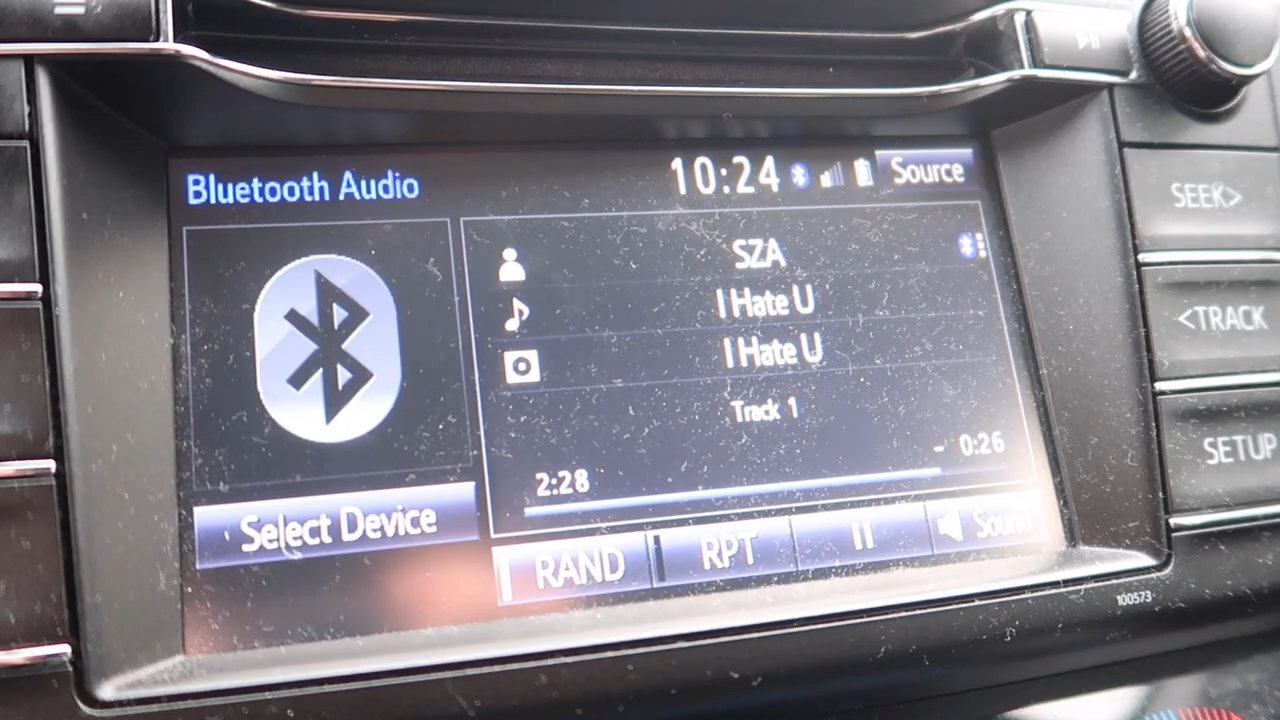 Bluetooth Audio
10:24
Source
SZA
I Hate U
I Hate U
Track 1
2:28
- 0:26
Select Device
RAND
RPT
Sound
SEEK>
<TRACK
SETUP
100573